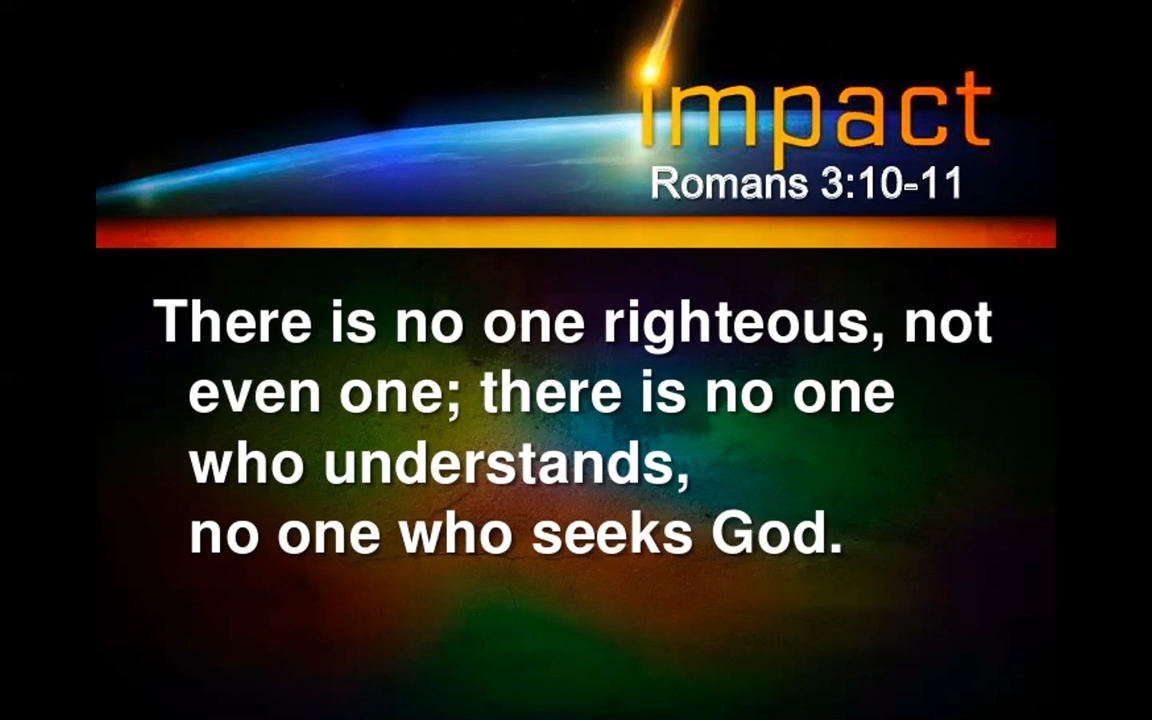 impact
Romans 3:10-11
There is no one righteous, not
even one; there is no one
who understands,
no one who seeks God.